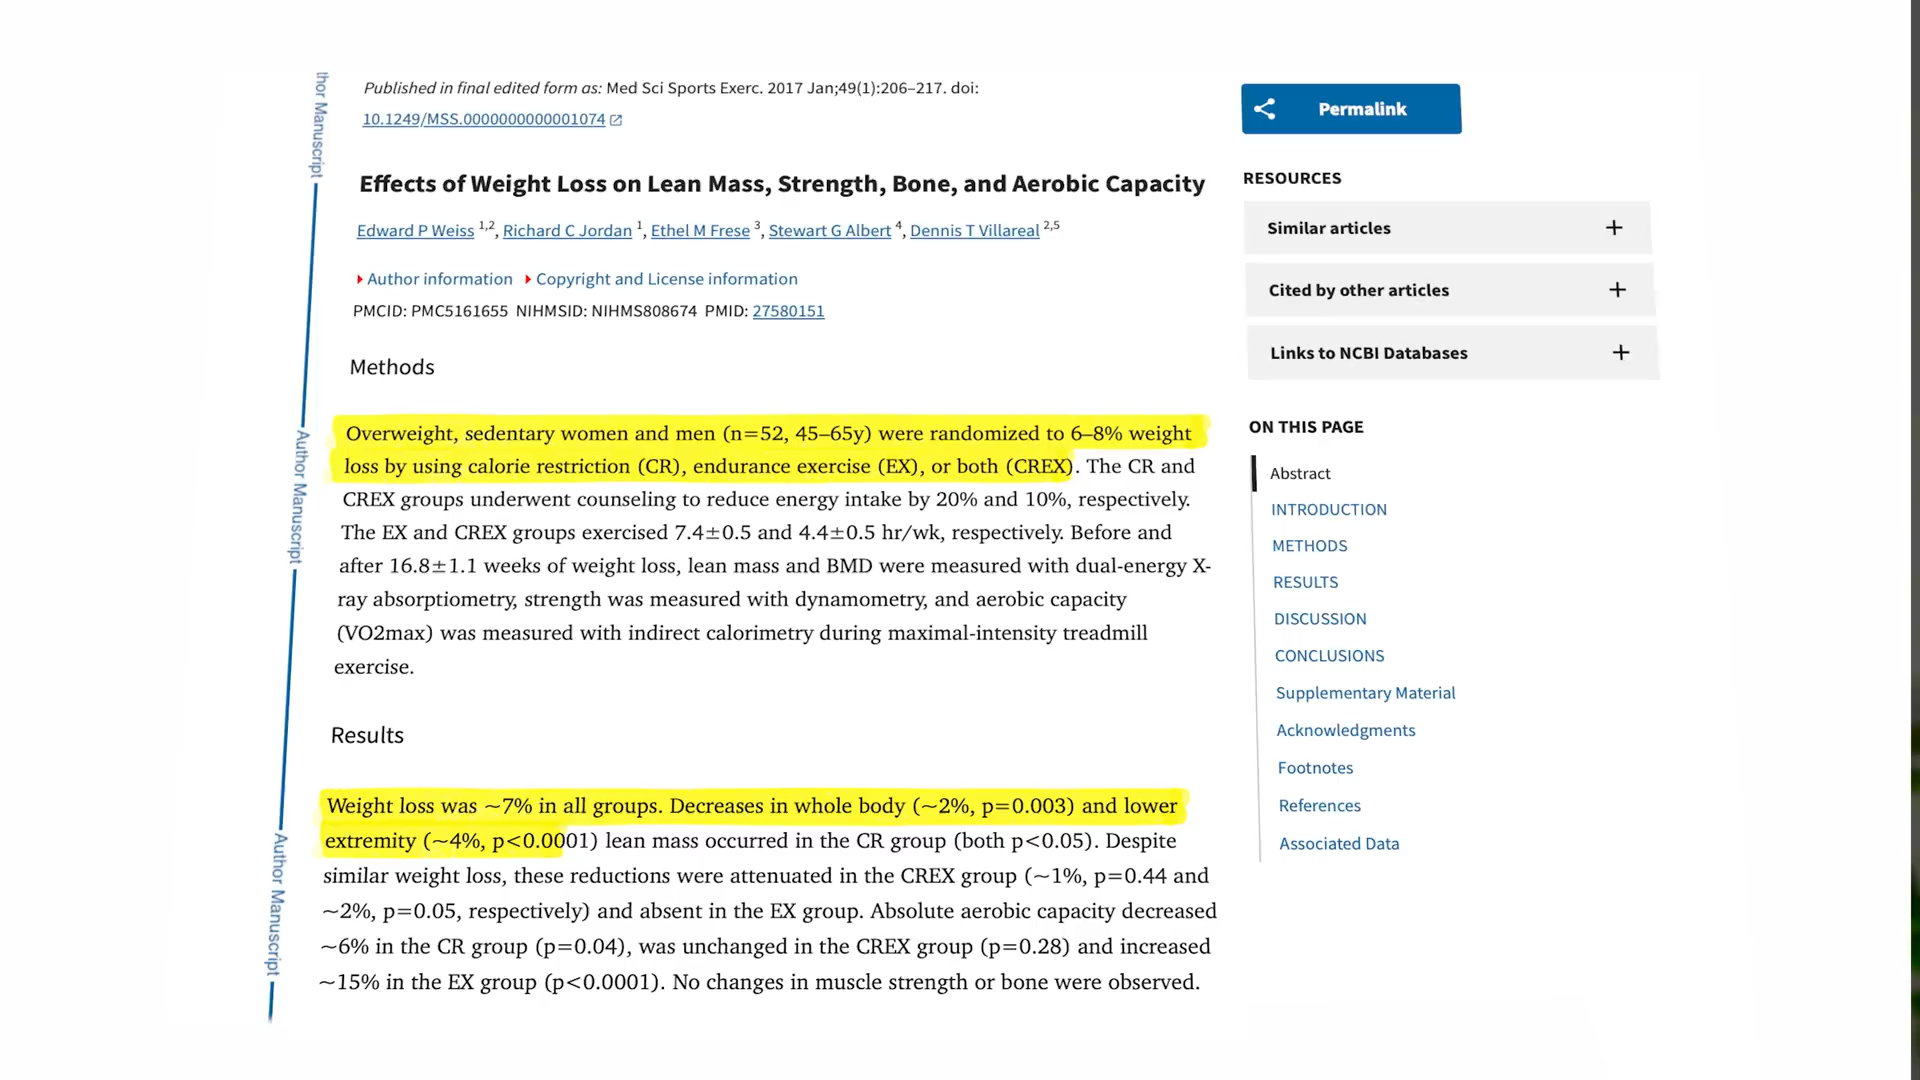 Published in final edited form as: Med Sci Sports Exerc. 2017 Jan;49(1):206–217. doi:
10.1249/MSS.0000000000001074
Effects of Weight Loss on Lean Mass, Strength, Bone, and Aerobic Capacity
Edward P Weiss 1,2, Richard C Jordan 1, Ethel M Frese 3, Stewart G Albert 4, Dennis T Villareal 2,5
Author information Copyright and License information
PMCID: PMC5161655 NIHMSID: NIHMS808674 PMID: 27580151
Methods
Overweight, sedentary women and men (n=52, 45–65y) were randomized to 6–8% weight
loss by using calorie restriction (CR), endurance exercise (EX), or both (CREX). The CR and
CREX groups underwent counseling to reduce energy intake by 20% and 10%, respectively.
The EX and CREX groups exercised 7.4±0.5 and 4.4±0.5 hr/wk, respectively. Before and
after 16.8±1.1 weeks of weight loss, lean mass and BMD were measured with dual-energy X-
ray absorptiometry, strength was measured with dynamometry, and aerobic capacity
(VO2max) was measured with indirect calorimetry during maximal-intensity treadmill
exercise.
Results
Weight loss was ~7% in all groups. Decreases in whole body (~2%, p=0.003) and lower
extremity (~4%, p<0.0001) lean mass occurred in the CR group (both p<0.05). Despite
similar weight loss, these reductions were attenuated in the CREX group (~1%, p=0.44 and
~2%, p=0.05, respectively) and absent in the EX group. Absolute aerobic capacity decreased
~6% in the CR group (p=0.04), was unchanged in the CREX group (p=0.28) and increased
~15% in the EX group (p<0.0001). No changes in muscle strength or bone were observed.
thor Manuscript
Author Manuscript
Author Manuscript
Permalink
RESOURCES
Similar articles
Cited by other articles
Links to NCBI Databases
ON THIS PAGE
Abstract
INTRODUCTION
METHODS
RESULTS
DISCUSSION
CONCLUSIONS
Supplementary Material
Acknowledgments
Footnotes
References
Associated Data